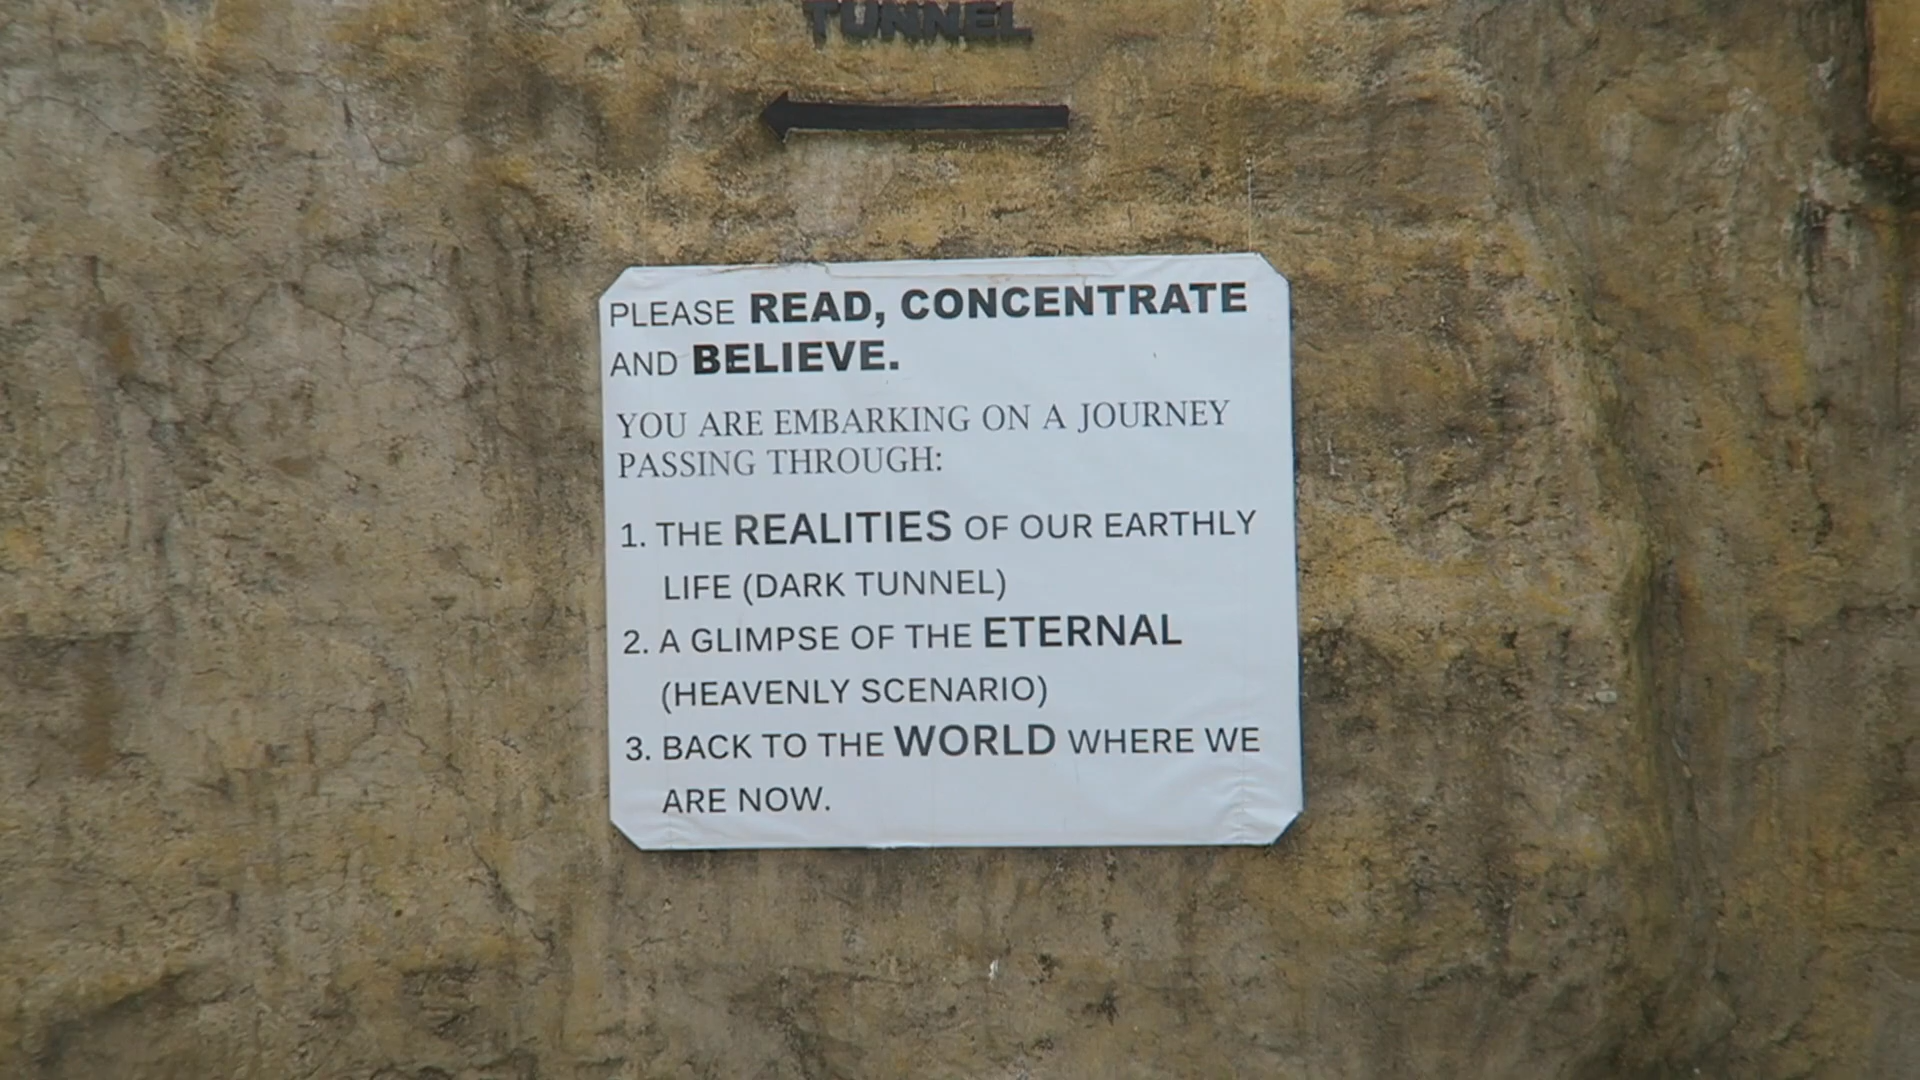 TUNNEL
PLEASE READ, CONCENTRATE
AND BELIEVE.
YOU ARE EMBARKING ON A JOURNEY
PASSING THROUGH:
1. THE REALITIES OF OUR EARTHLY
LIFE (DARK TUNNEL)
2. A GLIMPSE OF THE ETERNAL
(HEAVENLY SCENARIO)
3. BACK TO THE WORLD WHERE WE
ARE NOW.